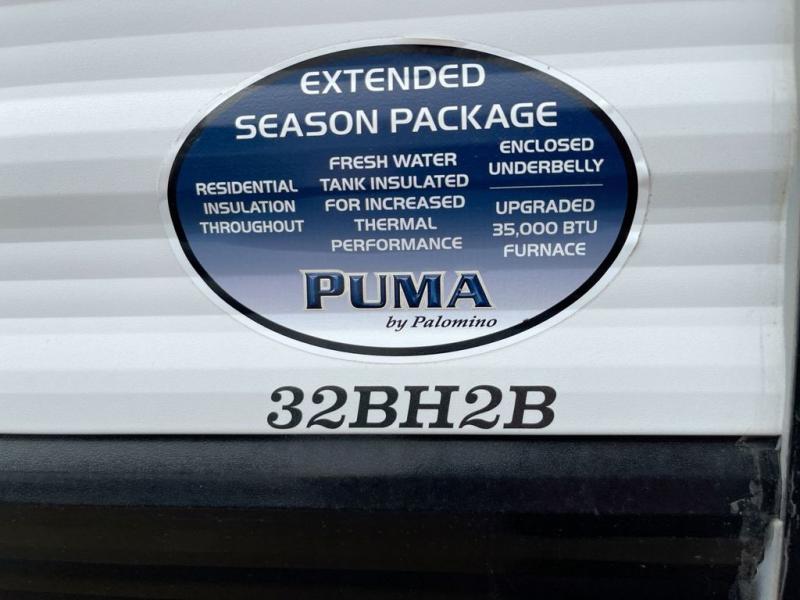 EXTENDED
SEASON PACKAGE
RESIDENTIAL
INSULATION
THROUGHOUT
FRESH WATER
TANK INSULATED
FOR INCREASED
THERMAL
PERFORMANCE
ENCLOSED
UNDERBELLY
UPGRADED
35,000 BTU
FURNACE
PUMA
by Palomino
32BH2B